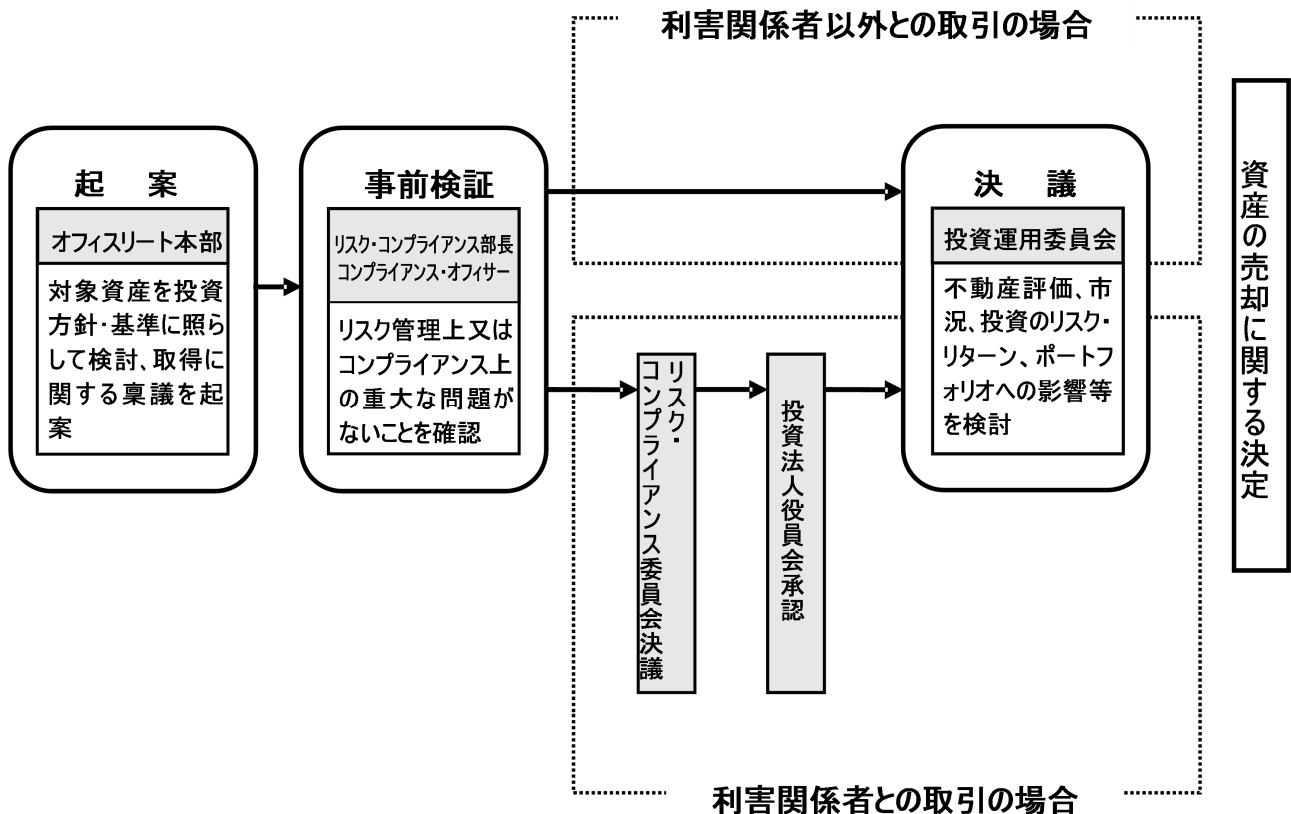 利害関係者以外との取引の場合
起　案
オフィスリート本部
対象資産を投資
方針・基準に照ら
して検討、取得に
関する稟議を起
案
事前検証
リスク・コンプライアンス部長
コンプライアンス・オフィサー
リスク管理上又は
コンプライアンス上
の重大な問題が
ないことを確認
リスク・
コンプライアンス委員会決議
投資法人役員会承認
決　議
投資運用委員会
不動産評価、市
況、投資のリスク・
リターン、ポートフ
ォリオへの影響等
を検討
資産の売却に関する決定
利害関係者との取引の場合